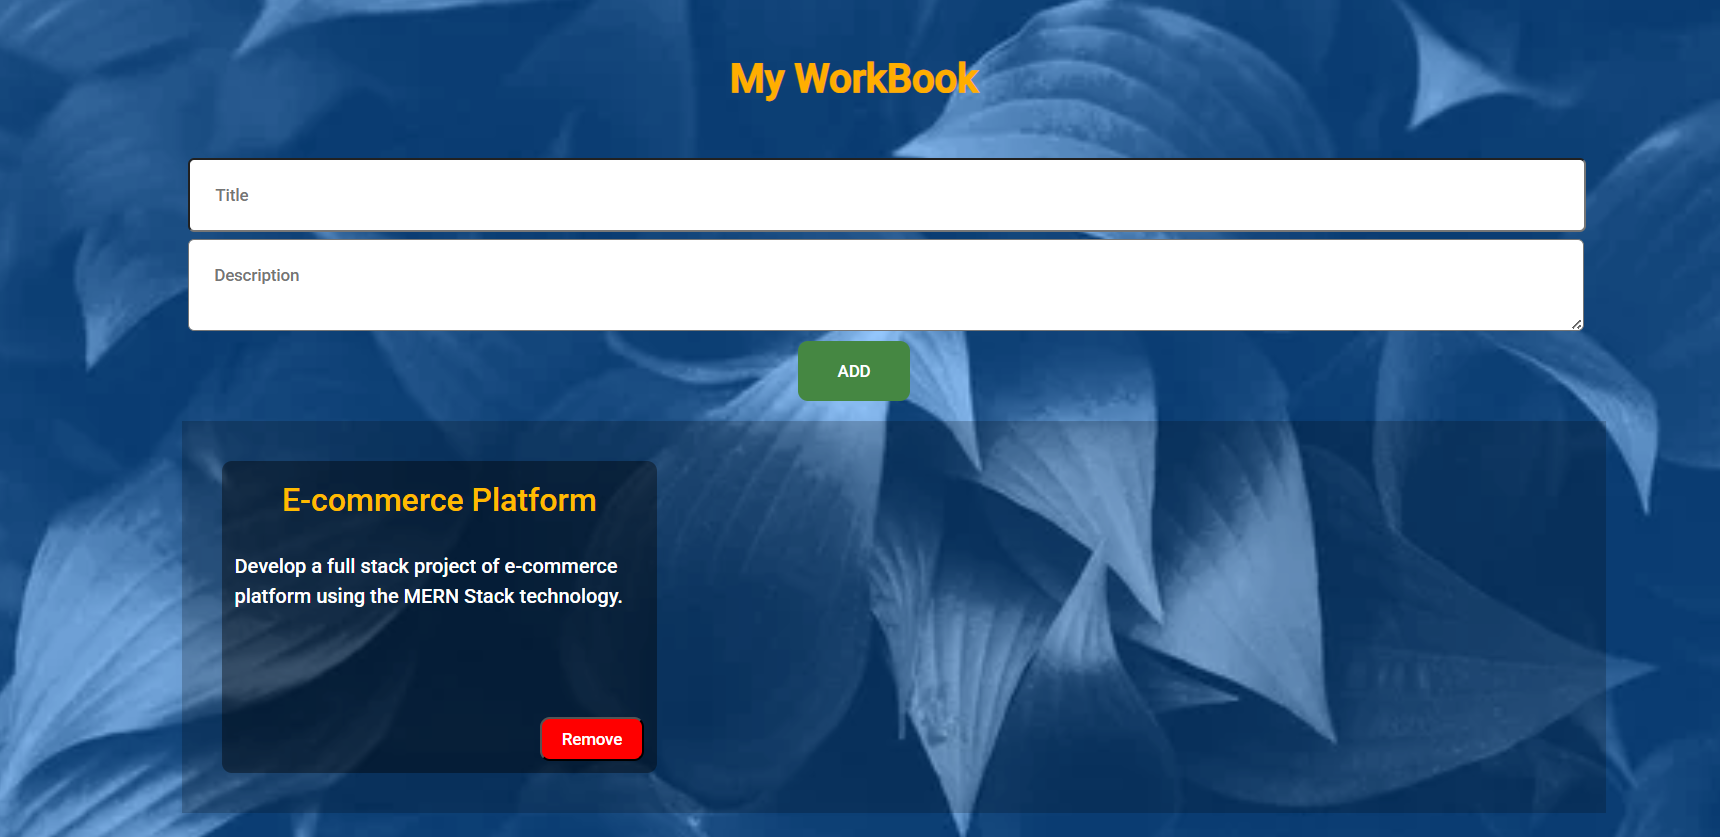 My WorkBook
Title
Description
ADD
E-commerce Platform
Develop a full stack project of e-commerce
platform using the MERN Stack technology.
Remove